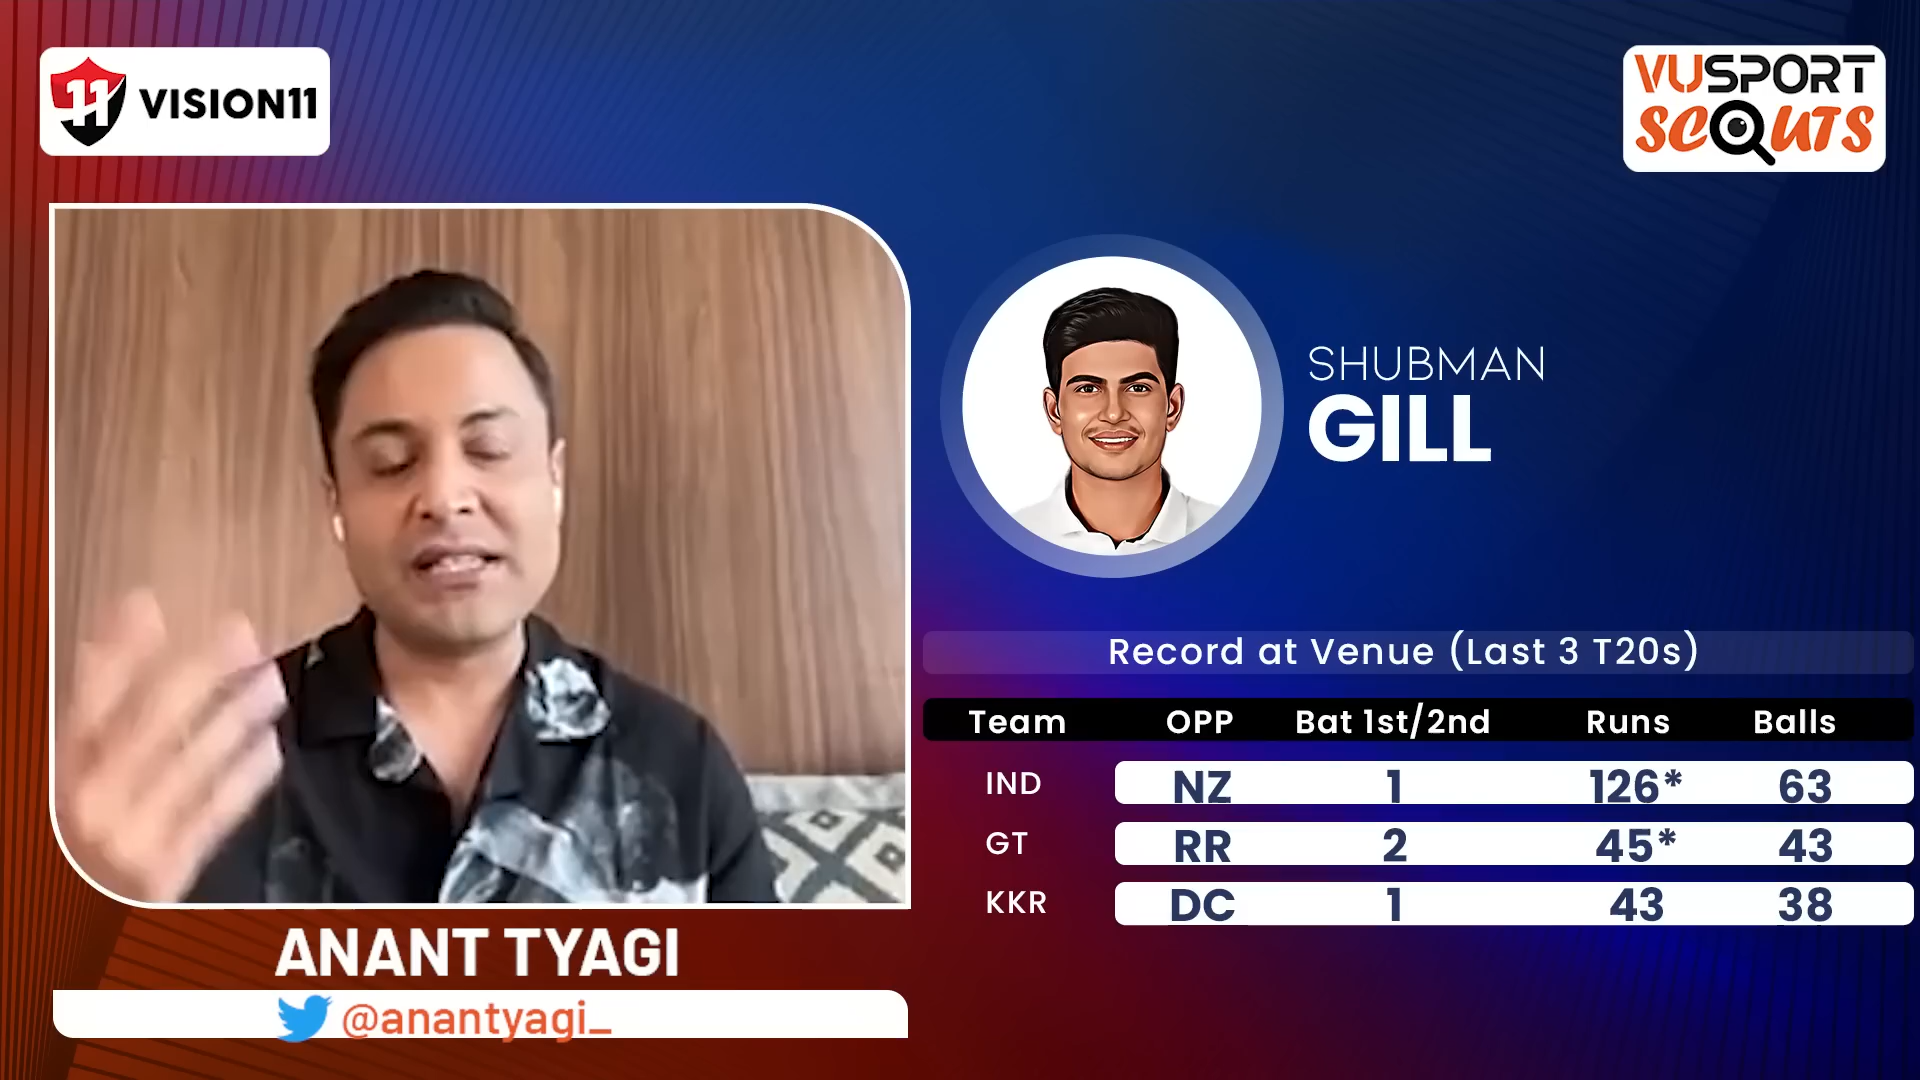 VISION11
VUSPORT
SCOUTS
SHUBMAN
GILL
Record at Venue (Last 3 T20s)
Team OPP Bat 1st/2nd Runs Balls
IND NZ 1 126* 63
GT RR 2 45* 43
KKR DC 1 43 38
ANANT TYAGI
@anantyagi_